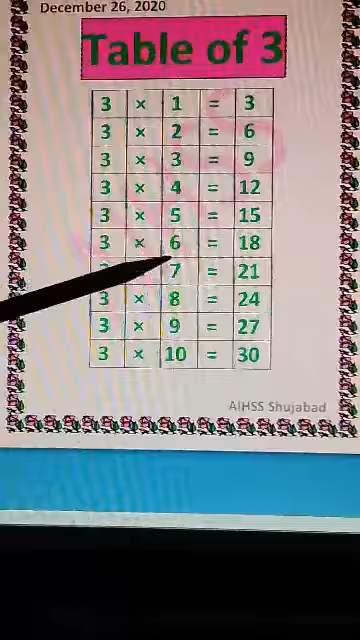 December 26, 2020
Table of 3
3 × 1 = 3
3 × 2 = 6
3 × 3 = 9
3 × 4 = 12
3 × 5 = 15
3 × 6 = 18
7 = 21
3 × 8 = 24
3 × 9 = 27
3 × 10 = 30
AIHSS Shujabad